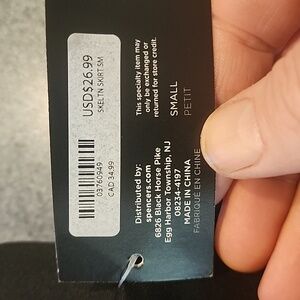 USD$26.99
SKELTN SKIRT:SM
03760949
CAD 34.99
This specialty item may
only be exchanged or
returned for store credit.
SMALL
PETIT
Distributed by:
spencers.com
6826 Black Horse Pike
Egg Harbor Township, NJ
08234-4197
MADE IN CHINA
FABRIQUÉ EN CHINE